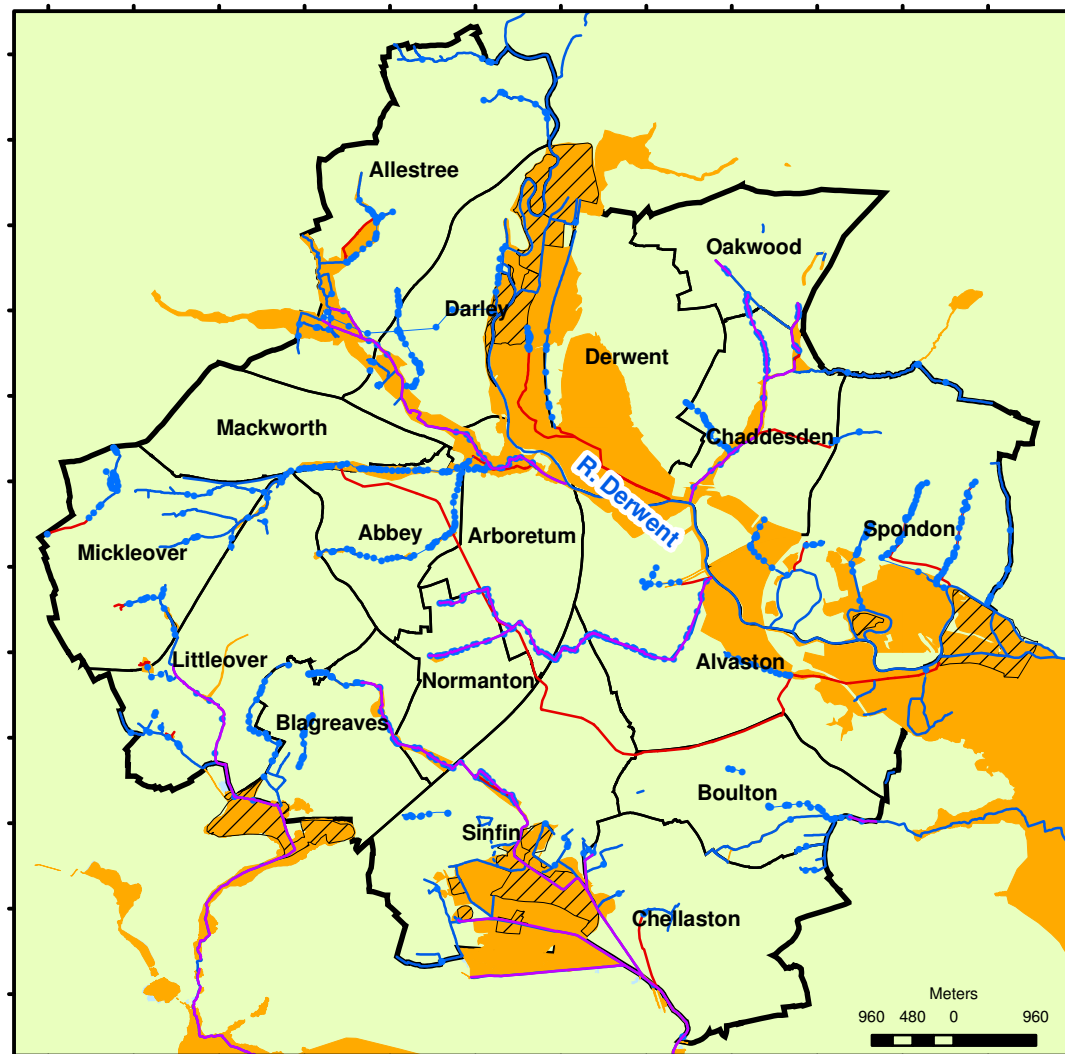 Allestree
Oakwood
Darley
Derwent
Mackworth
Chaddesden
R. Derwent
Spondon
Abbey
Arboretum
Mickleover
Littleover
Alvaston
Normanton
Blagreaves
Boulton
Sinfin
Chellaston
Meters
960 480 0 960